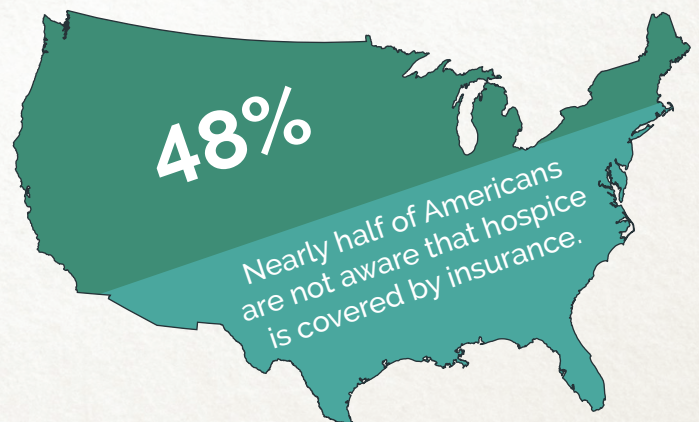 48%
Nearly half of Americans
are not aware that hospice
is covered by insurance.